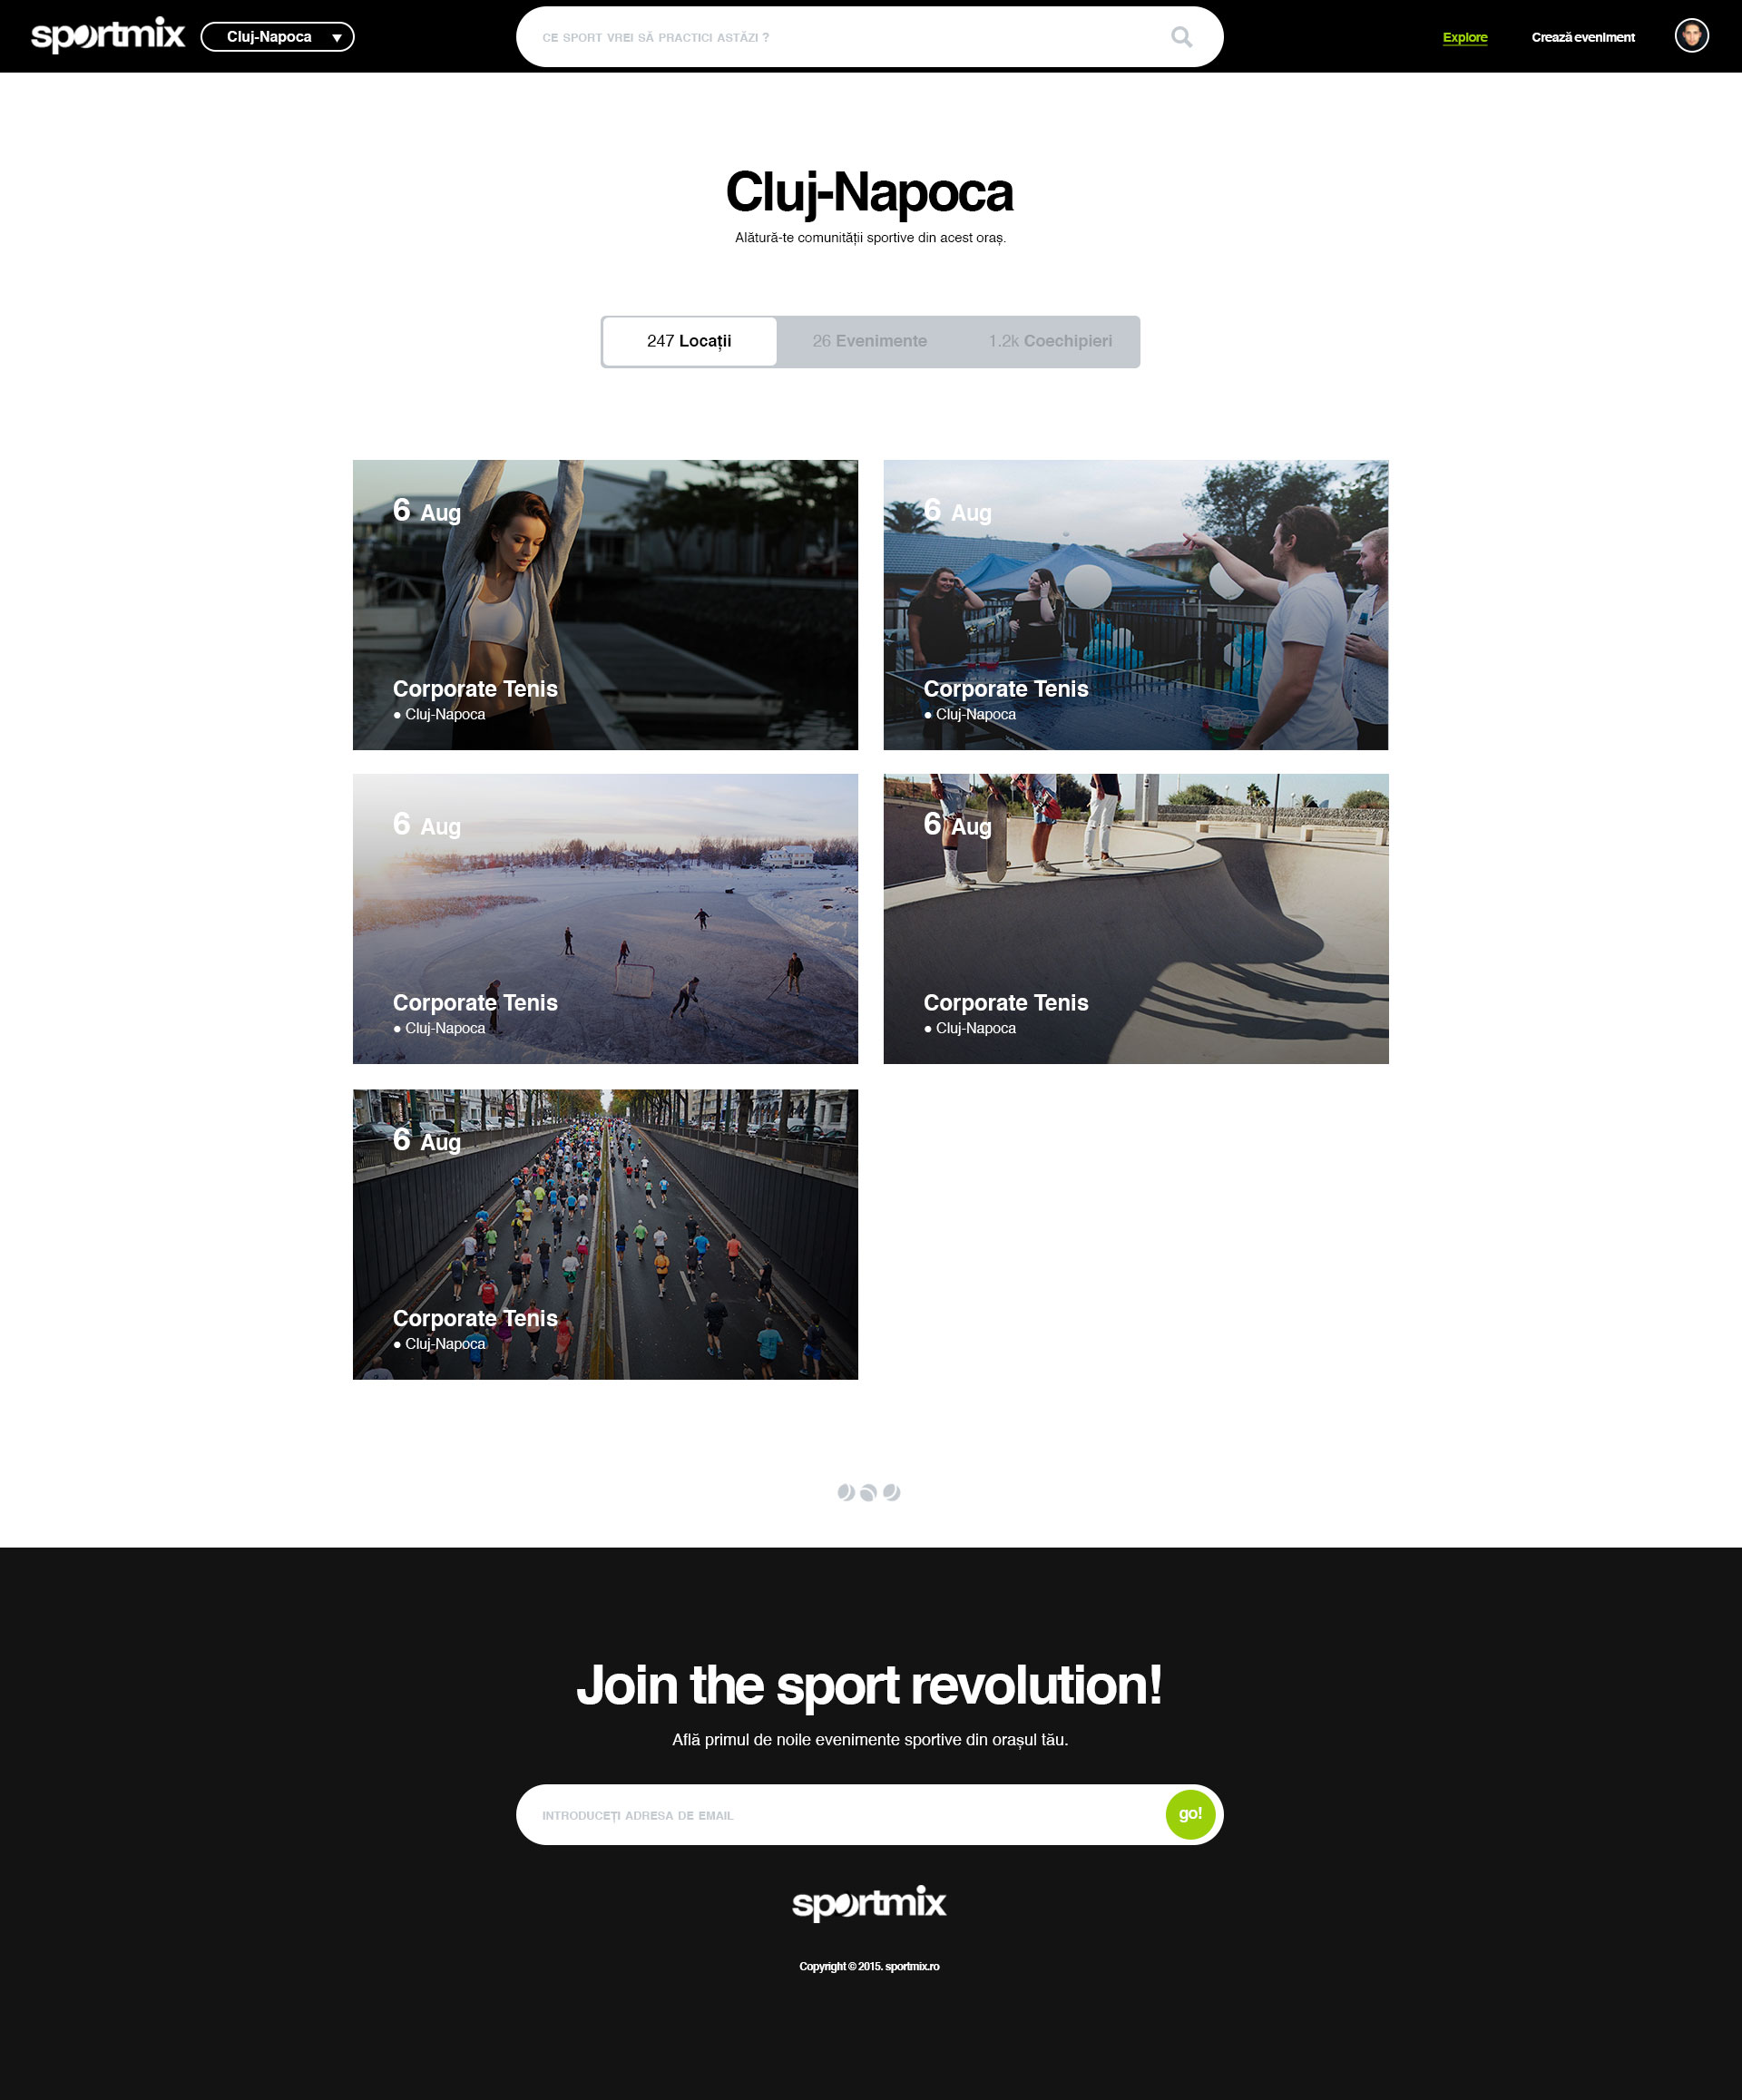 sportmix
Cluj-Napoca
CE SPORT VREI SĂ PRACTICI ASTĂZI ?
Explore
Crează eveniment
Cluj-Napoca
Alătură-te comunității sportive din acest oraș.
247 Locații
26 Evenimente
1.2k Coechipieri
6 Aug
Corporate Tenis
● Cluj-Napoca
6 Aug
Corporate Tenis
● Cluj-Napoca
6 Aug
Corporate Tenis
● Cluj-Napoca
6 Aug
Corporate Tenis
● Cluj-Napoca
6 Aug
Corporate Tenis
● Cluj-Napoca
Join the sport revolution!
Află primul de noile evenimente sportive din orașul tău.
INTRODUCEȚI ADRESA DE EMAIL
go!
sportmix
Copyright © 2015. sportmix.ro